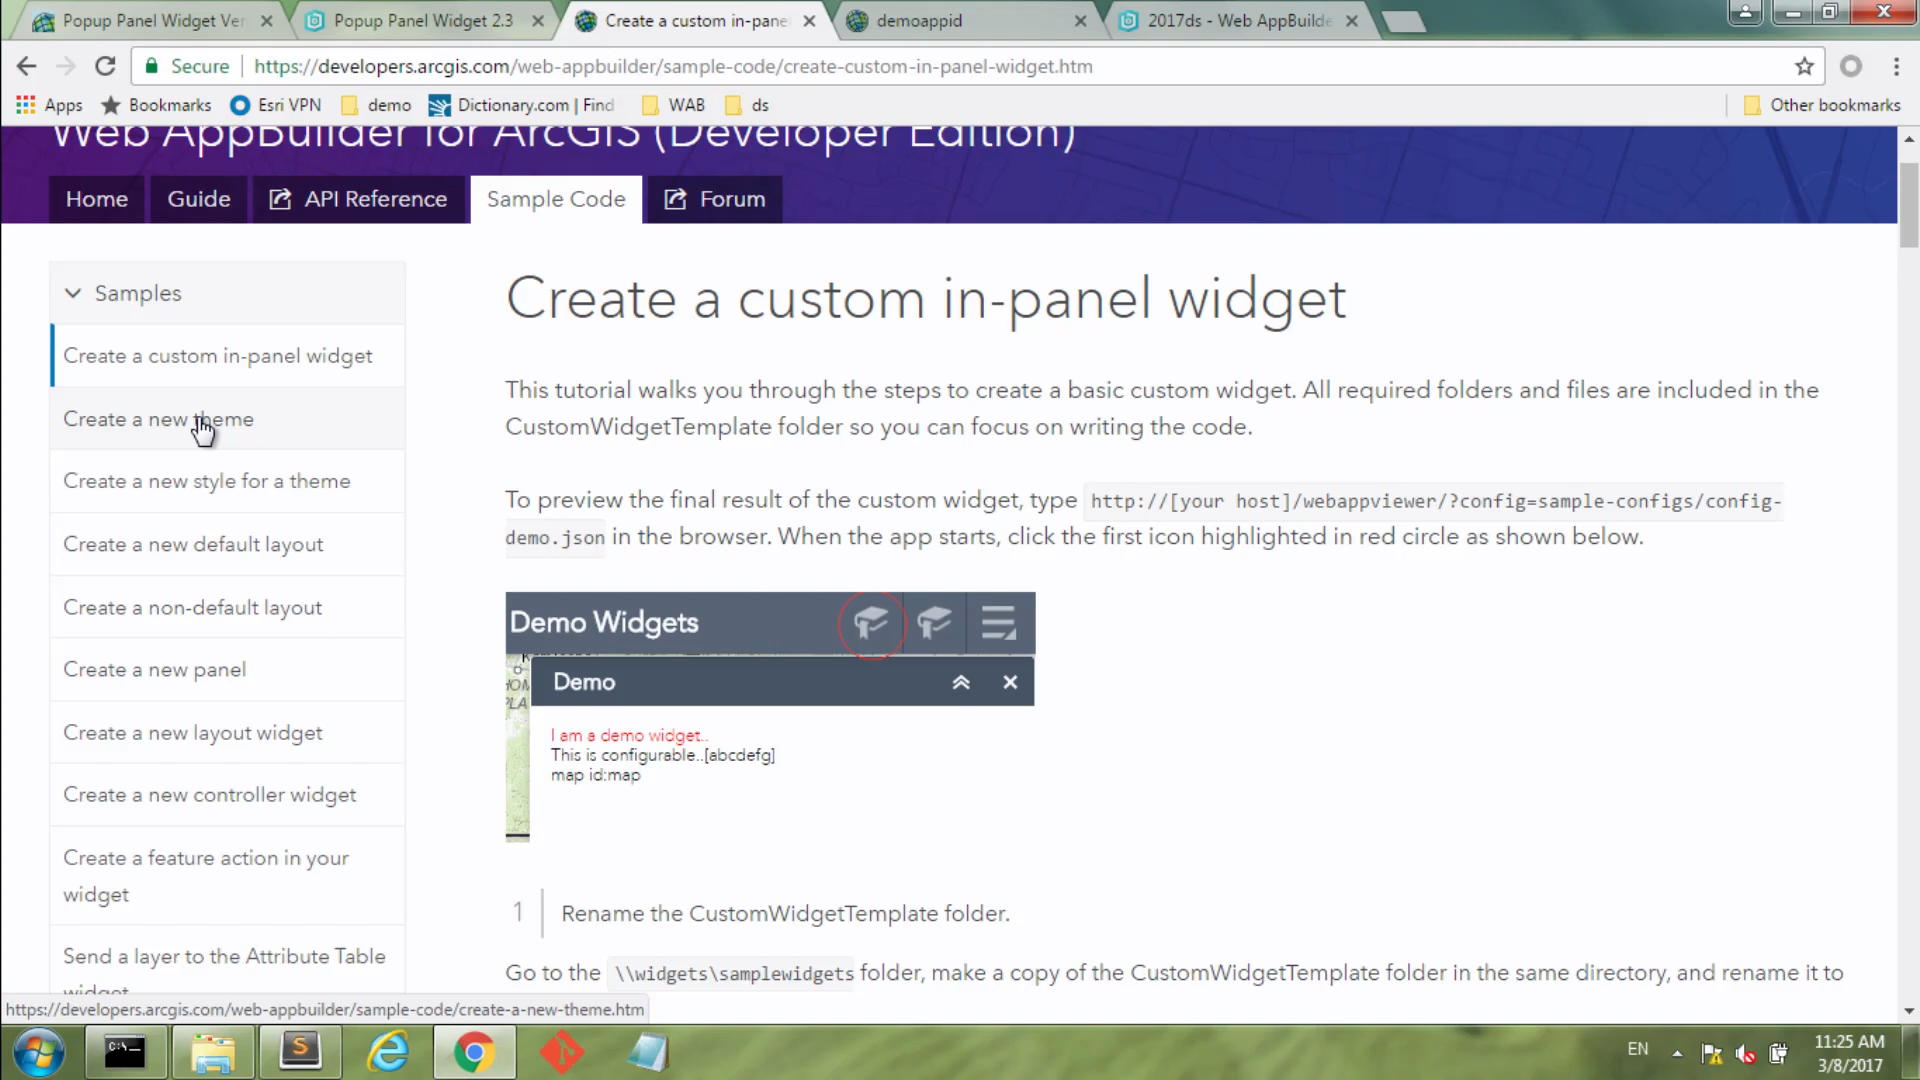 Popup Panel Widget Ver
Popup Panel Widget 2.3
Create a custom in-pane
demoappid
2017ds - Web AppBuilde
Secure
https://developers.arcgis.com/web-appbuilder/sample-code/create-custom-in-panel-widget.htm
Apps
Bookmarks
Esri VPN
demo
Dictionary.com | Find
WAB
ds
Other bookmarks
Web AppBuilder for ArcGIS (Developer Edition)
Home
Guide
API Reference
Sample Code
Forum
Samples
Create a custom in-panel widget
Create a new theme
Create a new style for a theme
Create a new default layout
Create a non-default layout
Create a new panel
Create a new layout widget
Create a new controller widget
Create a feature action in your
widget
Send a layer to the Attribute Table
widget
Create a custom in-panel widget
This tutorial walks you through the steps to create a basic custom widget. All required folders and files are included in the
CustomWidgetTemplate folder so you can focus on writing the code.
To preview the final result of the custom widget, type http://[your host]/webappviewer/?config=sample-configs/config-
demo.json in the browser. When the app starts, click the first icon highlighted in red circle as shown below.
Demo Widgets
Demo
I am a demo widget..
This is configurable..[abcdefg]
map id:map
1 Rename the CustomWidgetTemplate folder.
Go to the \\widgets\samplewidgets folder, make a copy of the CustomWidgetTemplate folder in the same directory, and rename it to
https://developers.arcgis.com/web-appbuilder/sample-code/create-a-new-theme.htm
C:\
S
EN
11:25 AM
3/8/2017